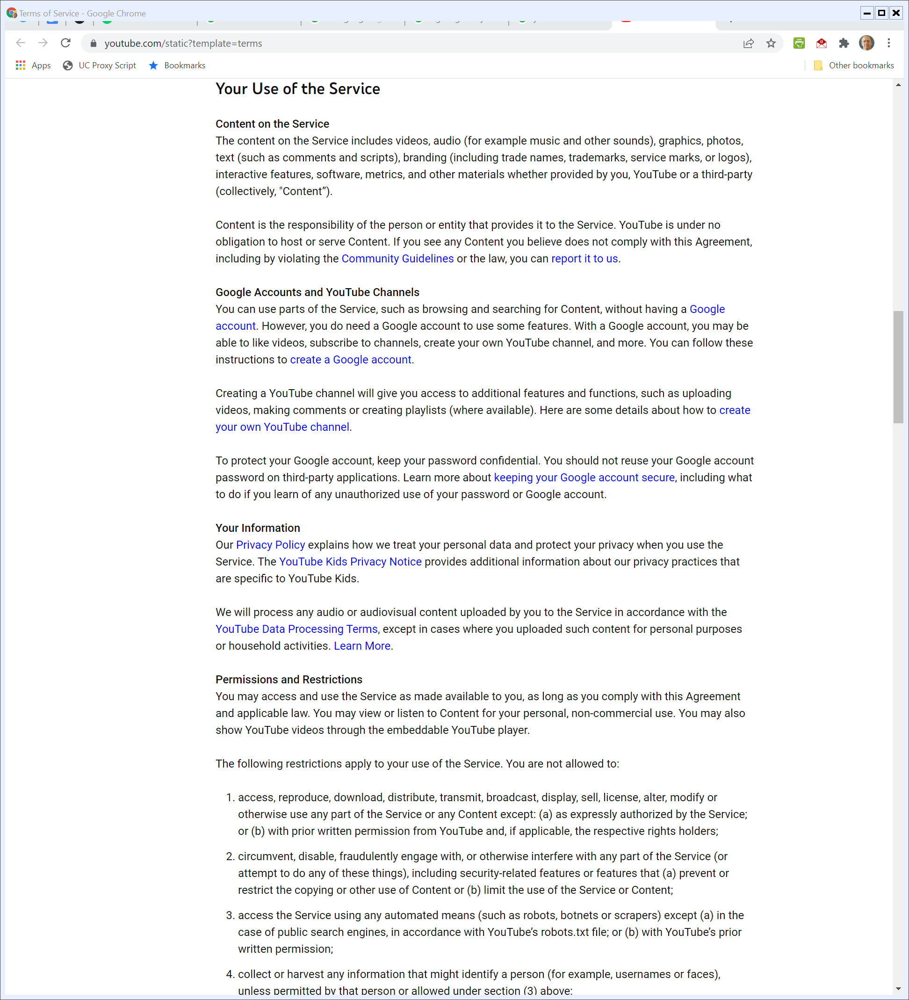 Terms of Service - Google Chrome
youtube.com/static?template=terms
Apps UC Proxy Script Bookmarks Other bookmarks
Your Use of the Service
Content on the Service
The content on the Service includes videos, audio (for example music and other sounds), graphics, photos,
text (such as comments and scripts), branding (including trade names, trademarks, service marks, or logos),
interactive features, software, metrics, and other materials whether provided by you, YouTube or a third-party
(collectively, "Content”).
Content is the responsibility of the person or entity that provides it to the Service. YouTube is under no
obligation to host or serve Content. If you see any Content you believe does not comply with this Agreement,
including by violating the Community Guidelines or the law, you can report it to us.
Google Accounts and YouTube Channels
You can use parts of the Service, such as browsing and searching for Content, without having a Google
account. However, you do need a Google account to use some features. With a Google account, you may be
able to like videos, subscribe to channels, create your own YouTube channel, and more. You can follow these
instructions to create a Google account.
Creating a YouTube channel will give you access to additional features and functions, such as uploading
videos, making comments or creating playlists (where available). Here are some details about how to create
your own YouTube channel.
To protect your Google account, keep your password confidential. You should not reuse your Google account
password on third-party applications. Learn more about keeping your Google account secure, including what
to do if you learn of any unauthorized use of your password or Google account.
Your Information
Our Privacy Policy explains how we treat your personal data and protect your privacy when you use the
Service. The YouTube Kids Privacy Notice provides additional information about our privacy practices that
are specific to YouTube Kids.
We will process any audio or audiovisual content uploaded by you to the Service in accordance with the
YouTube Data Processing Terms, except in cases where you uploaded such content for personal purposes
or household activities. Learn More.
Permissions and Restrictions
You may access and use the Service as made available to you, as long as you comply with this Agreement
and applicable law. You may view or listen to Content for your personal, non-commercial use. You may also
show YouTube videos through the embeddable YouTube player.
The following restrictions apply to your use of the Service. You are not allowed to:
1. access, reproduce, download, distribute, transmit, broadcast, display, sell, license, alter, modify or
otherwise use any part of the Service or any Content except: (a) as expressly authorized by the Service;
or (b) with prior written permission from YouTube and, if applicable, the respective rights holders;
2. circumvent, disable, fraudulently engage with, or otherwise interfere with any part of the Service (or
attempt to do any of these things), including security-related features or features that (a) prevent or
restrict the copying or other use of Content or (b) limit the use of the Service or Content;
3. access the Service using any automated means (such as robots, botnets or scrapers) except (a) in the
case of public search engines, in accordance with YouTube’s robots.txt file; or (b) with YouTube’s prior
written permission;
4. collect or harvest any information that might identify a person (for example, usernames or faces),
unless permitted by that person or allowed under section (3) above;